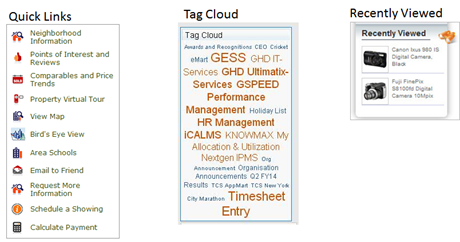 Quick Links
Neighborhood
Information
Points of Interest and
Reviews
Comparables and Price
Trends
Property Virtual Tour
View Map
Bird's Eye View
Area Schools
Email to Friend
Request More
Information
Schedule a Showing
Calculate Payment
Tag Cloud
Tag Cloud
Awards and Recognitions CEO Cricket
eMart GESS GHD IT-
Services GHD Ultimatix-
Services GSPEED
Performance
Management Holiday List
HR Management
iCALMS KNOWMAX My
Allocation & Utilization
Nextgen IPMS Org
Announcement Organisation
Announcements Q2 FY14
Results TCS AppMart TCS New York
City Marathon Timesheet
Entry
Recently Viewed
Recently Viewed
Canon Ixus 980 IS
Digital Camera,
Black
Fuji FinePix
S8100fd Digital
Camera 10Mpix